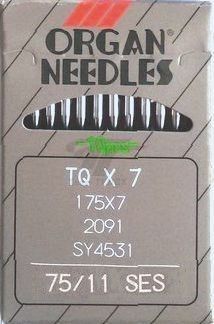 ORGAN®
NEEDLES
TQ X 7
175X7
2091
SY4531
75/11 SES